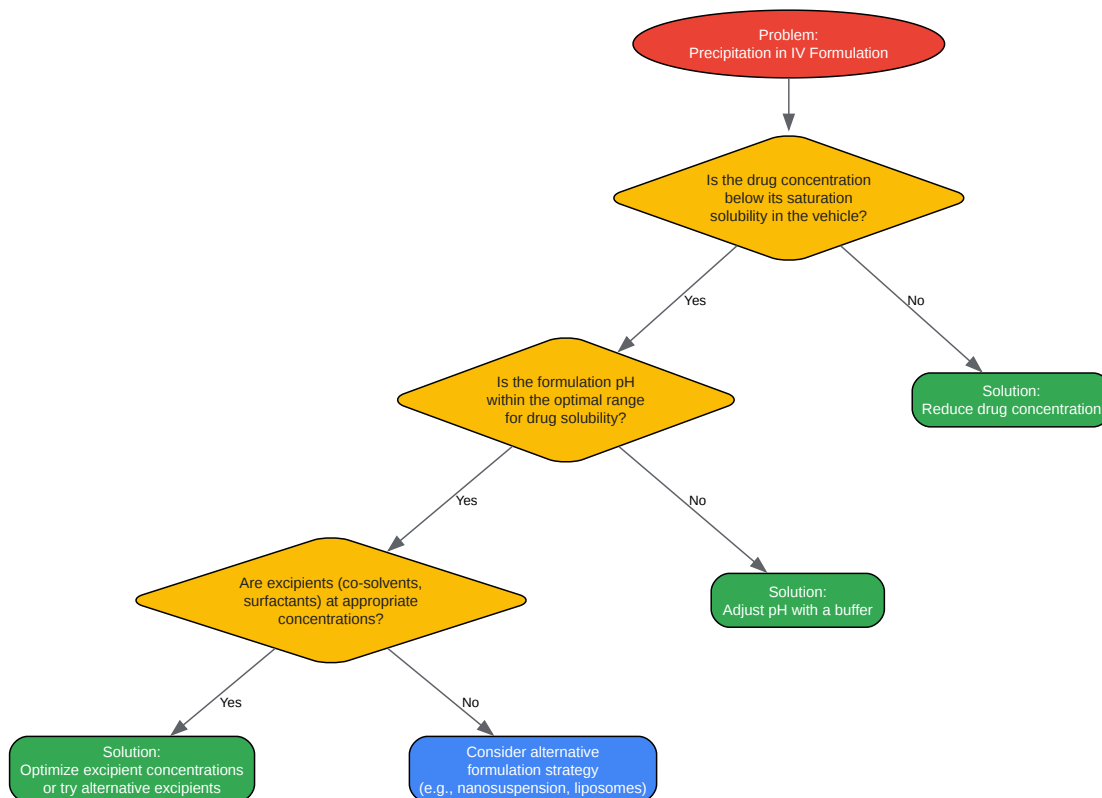 Problem:
Precipitation in IV Formulation
Is the drug concentration
below its saturation
solubility in the vehicle?
Yes
No
Is the formulation pH
within the optimal range
for drug solubility?
Solution:
Reduce drug concentration
Yes
No
Are excipients (co-solvents,
surfactants) at appropriate
concentrations?
Solution:
Adjust pH with a buffer
Yes
No
Solution:
Optimize excipient concentrations
or try alternative excipients
Consider alternative
formulation strategy
(e.g., nanosuspension, liposomes)